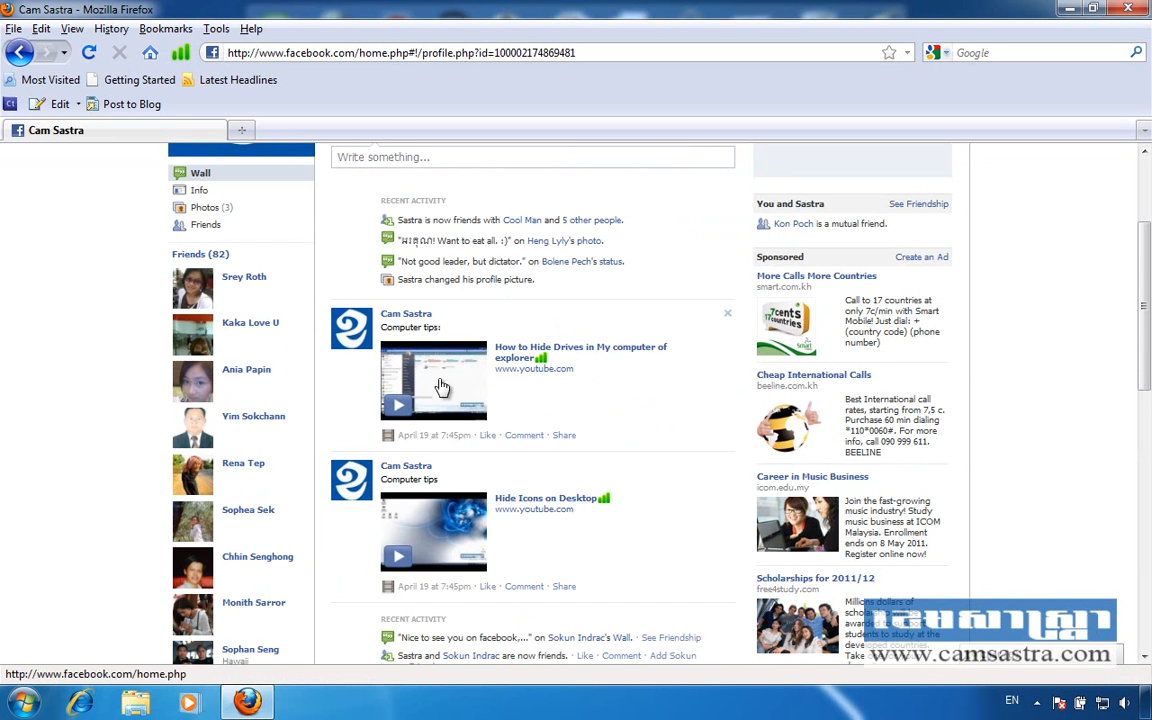 Cam Sastra - Mozilla Firefox
File Edit View History Bookmarks Tools Help
http://www.facebook.com/home.php#!/profile.php?id=100002174869481
Google
Most Visited Getting Started Latest Headlines
Edit Post to Blog
Cam Sastra
Wall
Info
Photos (3)
Friends
Friends (82)
Srey Roth
Kaka Love U
Ania Papin
Yim Sokchann
Rena Tep
Sophea Sek
Chhin Senghong
Monith Sarror
Sophan Seng
Hawaii
Write something...
RECENT ACTIVITY
Sastra is now friends with Cool Man and 5 other people.
Want to eat all. :)" on Heng Lyly's photo.
"Not good leader, but dictator." on Bolene Pech's status.
Sastra changed his profile picture.
Cam Sastra
Computer tips:
How to Hide Drives in My computer of
explorer
www.youtube.com
April 19 at 7:45pm · Like · Comment · Share
Cam Sastra
Computer tips
Hide Icons on Desktop
www.youtube.com
April 19 at 7:45pm · Like · Comment · Share
RECENT ACTIVITY
"Nice to see you on facebook...." on Sokun Indrac's Wall. · See Friendship
Sastra and Sokun Indrac are now friends. · Like · Comment · Add Sokun
You and Sastra See Friendship
Kon Poch is a mutual friend.
Sponsored Create an Ad
More Calls More Countries
smart.com.kh
7cents
countries
Smart
Call to 17 countries at
only 7c/min with Smart
Mobile! Just dial: +
(country code) (phone
number)
Cheap International Calls
beeline.com.kh
Best International call
rates, starting from 7,5 c.
Purchase 60 min dialing
*110*0060#. For more
info, call 090 999 611.
BEELINE
Career in Music Business
icom.edu.my
Join the fast-growing
music industry! Study
music business at ICOM
Malaysia. Enrollment
ends on 8 May 2011.
Register online now!
Scholarships for 2011/12
free4study.com
Millions dollars of
ខេមសាស្ត្រា
www.camsastra.com
http://www.facebook.com/home.php
EN